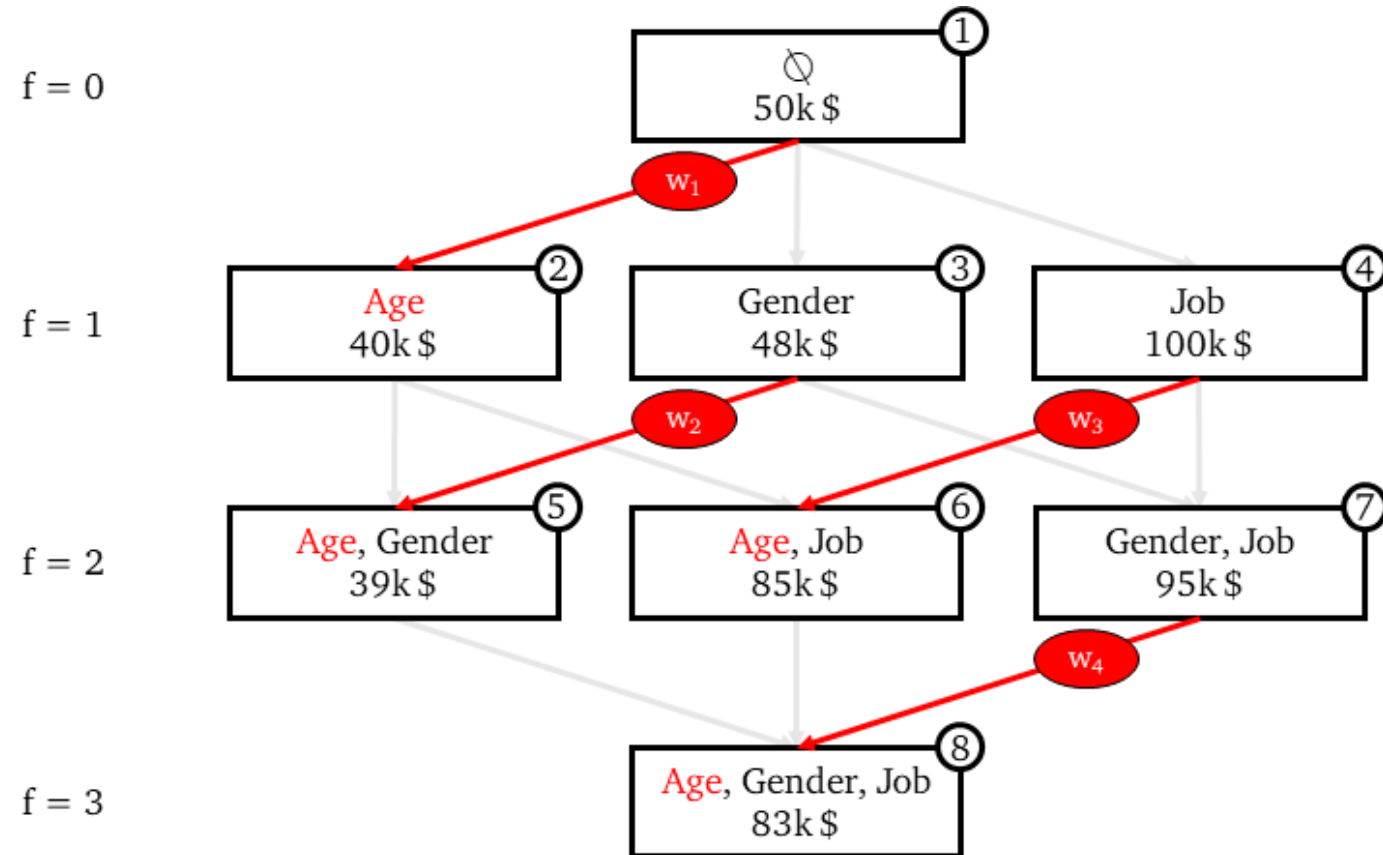 f = 0
1
∅
50k $
w₁
f = 1
2
Age
40k $
3
Gender
48k $
4
Job
100k $
w₂
w₃
f = 2
5
Age, Gender
39k $
6
Age, Job
85k $
7
Gender, Job
95k $
w₄
f = 3
8
Age, Gender, Job
83k $